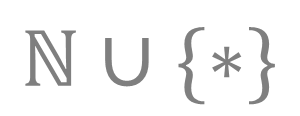 ℕ ∪ {*}